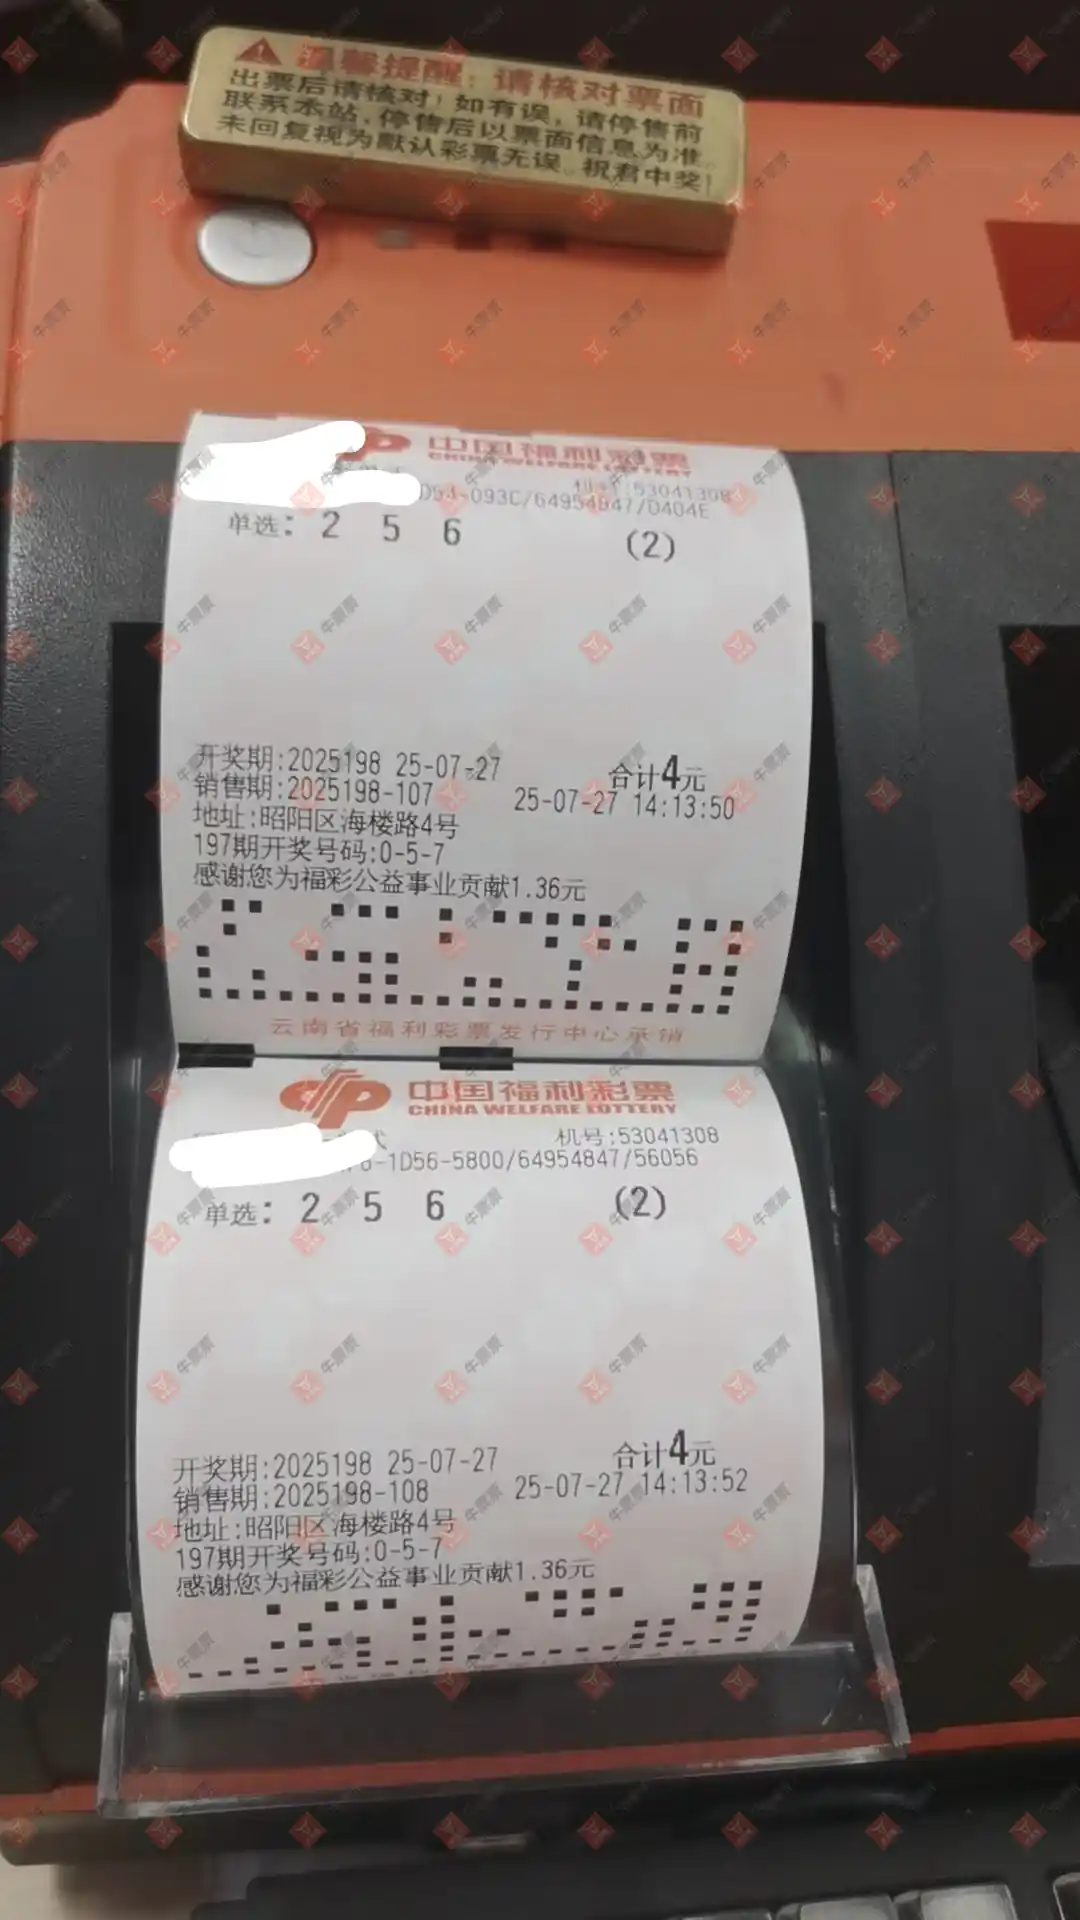 温馨提醒：请核对票面
出票后请核对！如有误，请停售前
联系本站，停售后以票面信息为准。
未回复视为默认彩票无误。祝君中奖！
中国福利彩票
CHINA WELFARE LOTTERY
机号:53041308
D54-093C/64954847/D404E
单选: 2 5 6 (2)
开奖期:2025198 25-07-27 合计4元
销售期:2025198-107 25-07-27 14:13:50
地址:昭阳区海楼路4号
197期开奖号码:0-5-7
感谢您为福彩公益事业贡献1.36元
云南省福利彩票发行中心承销
中国福利彩票
CHINA WELFARE LOTTERY
式 机号:53041308
-1D56-5800/64954847/56056
单选: 2 5 6 (2)
开奖期:2025198 25-07-27 合计4元
销售期:2025198-108 25-07-27 14:13:52
地址:昭阳区海楼路4号
197期开奖号码:0-5-7
感谢您为福彩公益事业贡献1.36元
牛票票